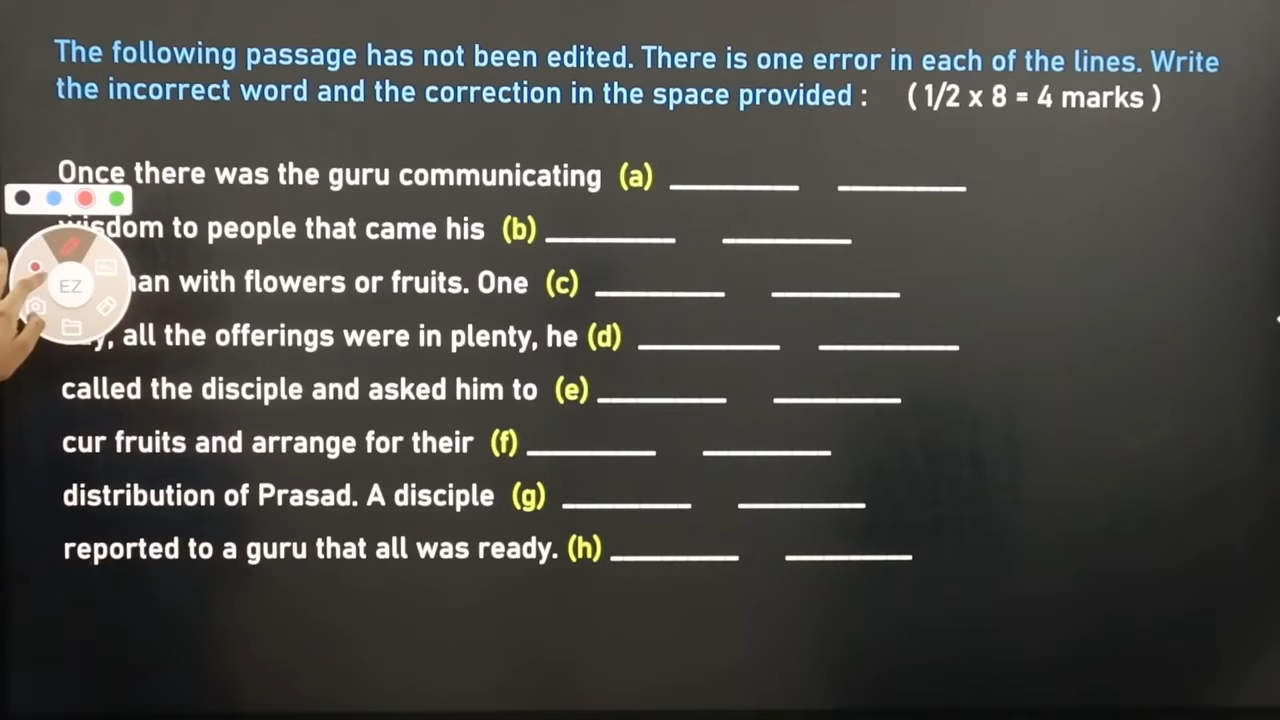 The following passage has not been edited. There is one error in each of the lines. Write
the incorrect word and the correction in the space provided : ( 1/2 x 8 = 4 marks )
Once there was the guru communicating (a)
wisdom to people that came his (b)
with flowers or fruits. One (c)
all the offerings were in plenty, he (d)
EZ
called the disciple and asked him to (e)
cur fruits and arrange for their (f)
distribution of Prasad. A disciple (g)
reported to a guru that all was ready. (h)